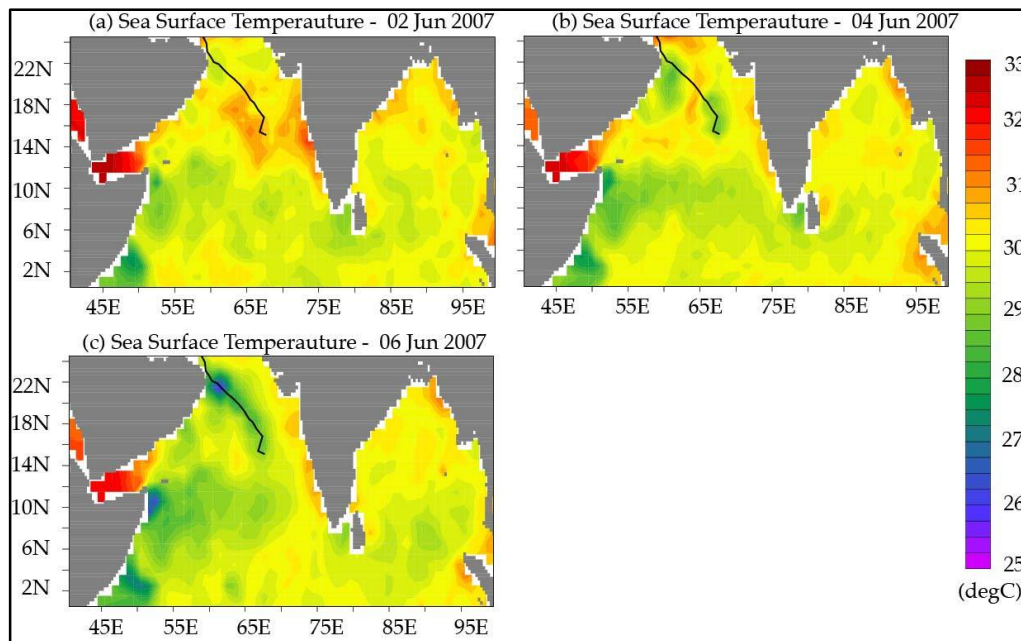 (a) Sea Surface Temperauture - 02 Jun 2007
22N
18N
14N
10N
6N
2N
45E 55E 65E 75E 85E 95E
(b) Sea Surface Temperauture - 04 Jun 2007
45E 55E 65E 75E 85E 95E
(c) Sea Surface Temperauture - 06 Jun 2007
22N
18N
14N
10N
6N
2N
45E 55E 65E 75E 85E 95E
33
32
31
30
29
28
27
26
25
(degC)